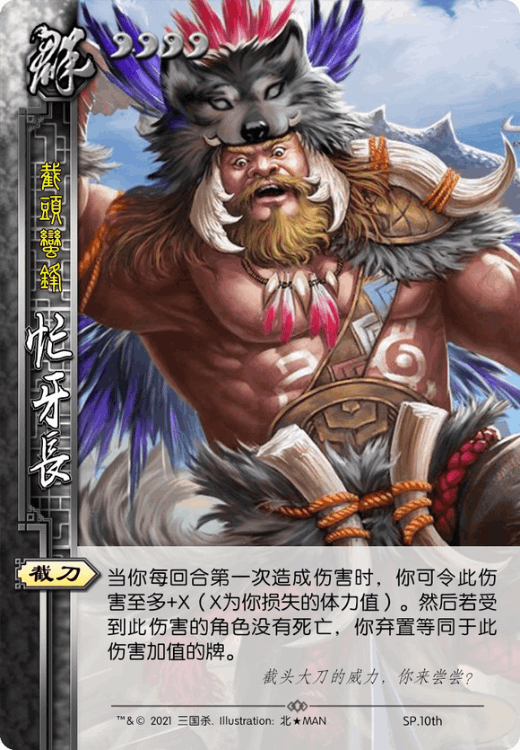 群
截頭蠻鋒
忙牙長
截刀
当你每回合第一次造成伤害时，你可令此伤
害至多+X（X为你损失的体力值）。然后若受
到此伤害的角色没有死亡，你弃置等同于此
伤害加值的牌。
截头大刀的威力，你来尝尝？
™&© 2021 三国杀. Illustration: 北★MAN
SP.10th